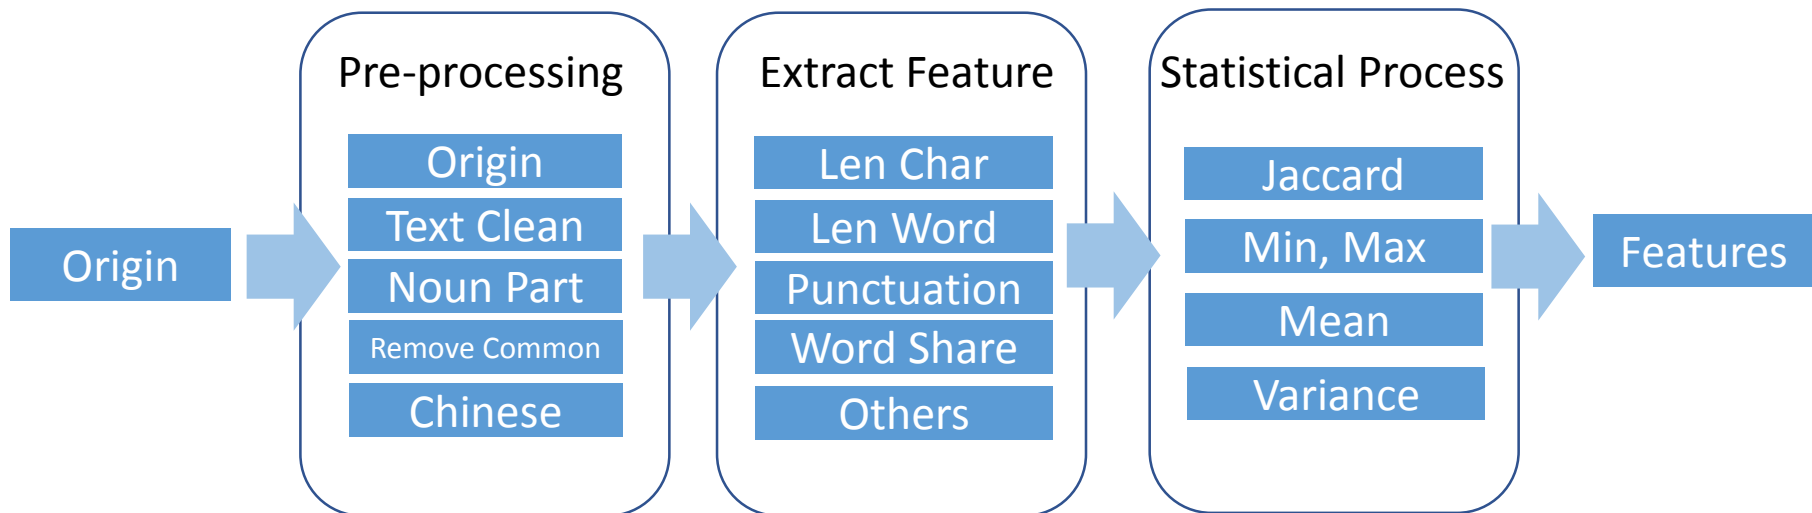 Origin
Pre-processing
Origin
Text Clean
Noun Part
Remove Common
Chinese
Extract Feature
Len Char
Len Word
Punctuation
Word Share
Others
Statistical Process
Jaccard
Min, Max
Mean
Variance
Features